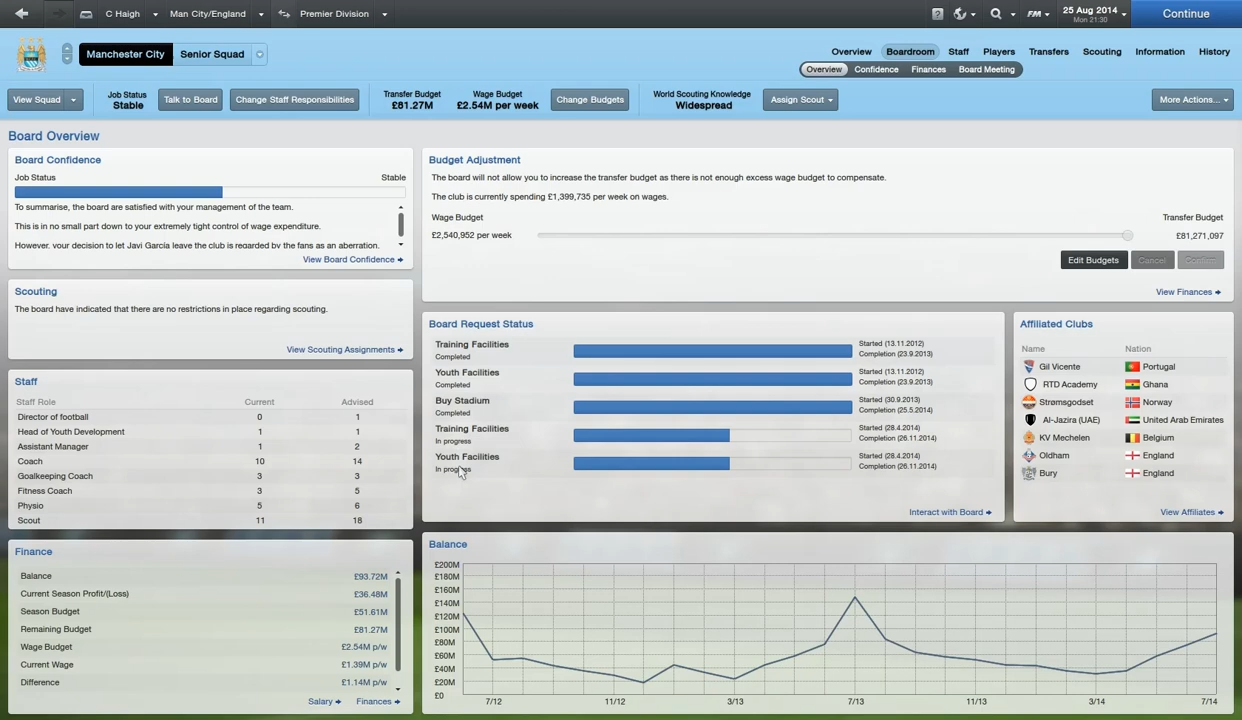 C Haigh
Man City/England
Premier Division
?
FM
25 Aug 2014
Mon 21:30
Continue
Manchester City
Senior Squad
Overview
Boardroom
Staff
Players
Transfers
Scouting
Information
History
Overview
Confidence
Finances
Board Meeting
View Squad
Job Status
Stable
Talk to Board
Change Staff Responsibilities
Transfer Budget
£81.27M
Wage Budget
£2.54M per week
Change Budgets
World Scouting Knowledge
Widespread
Assign Scout
More Actions...
Board Overview
Board Confidence
Job Status Stable
To summarise, the board are satisfied with your management of the team.
This is in no small part down to your extremely tight control of wage expenditure.
However, your decision to let Javi García leave the club is regarded by the fans as an aberration.
View Board Confidence
Scouting
The board have indicated that there are no restrictions in place regarding scouting.
View Scouting Assignments
Staff
Staff Role Current Advised
Director of football 0 1
Head of Youth Development 1 1
Assistant Manager 1 2
Coach 10 14
Goalkeeping Coach 3 3
Fitness Coach 3 5
Physio 5 6
Scout 11 18
Finance
Balance £93.72M
Current Season Profit/(Loss) £36.48M
Season Budget £51.61M
Remaining Budget £81.27M
Wage Budget £2.54M p/w
Current Wage £1.39M p/w
Difference £1.14M p/w
Salary Finances
Budget Adjustment
The board will not allow you to increase the transfer budget as there is not enough excess wage budget to compensate.
The club is currently spending £1,399,735 per week on wages.
Wage Budget Transfer Budget
£2,540,952 per week £81,271,097
Edit Budgets Cancel Confirm
View Finances
Board Request Status
Training Facilities
Completed
Started (13.11.2012)
Completion (23.9.2013)
Youth Facilities
Completed
Started (13.11.2012)
Completion (23.9.2013)
Buy Stadium
Completed
Started (30.9.2013)
Completion (25.5.2014)
Training Facilities
In progress
Started (28.4.2014)
Completion (26.11.2014)
Youth Facilities
In progress
Started (28.4.2014)
Completion (26.11.2014)
Interact with Board
Affiliated Clubs
Name Nation
Gil Vicente Portugal
RTD Academy Ghana
Strømsgodset Norway
Al-Jazira (UAE) United Arab Emirates
KV Mechelen Belgium
Oldham England
Bury England
View Affiliates
Balance
£200M
£180M
£160M
£140M
£120M
£100M
£80M
£60M
£40M
£20M
£0
7/12 11/12 3/13 7/13 11/13 3/14 7/14